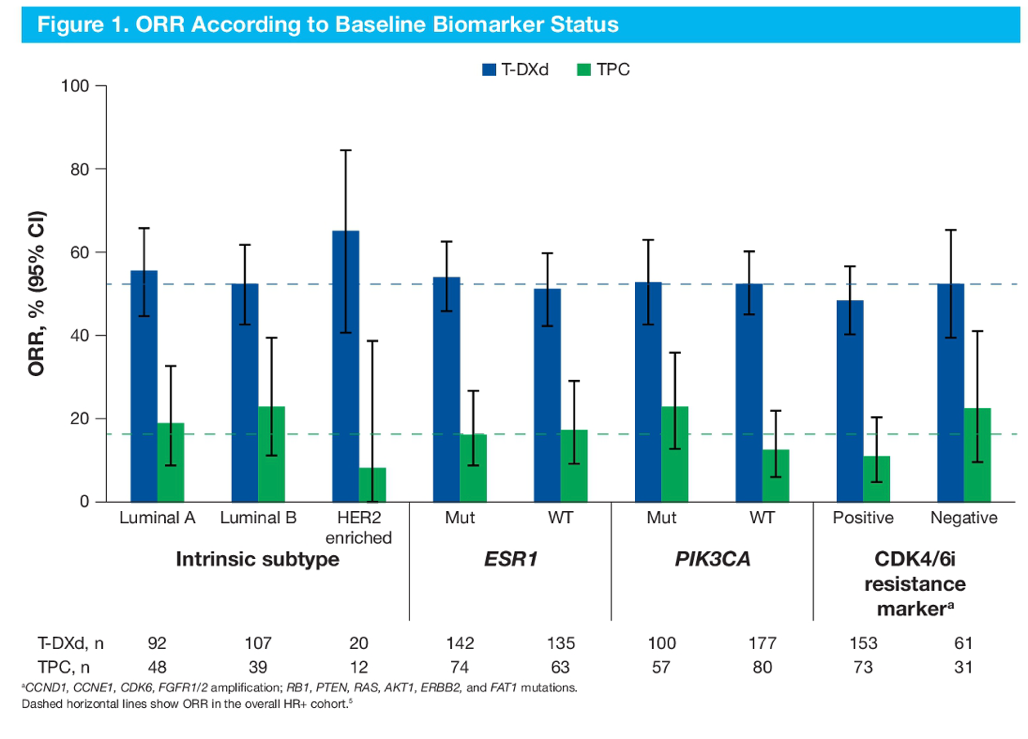 Figure 1. ORR According to Baseline Biomarker Status
T-DXd TPC
ORR, % (95% CI)
100
80
60
40
20
0
Luminal A Luminal B HER2 enriched Mut WT Mut WT Positive Negative
Intrinsic subtype ESR1 PIK3CA CDK4/6i resistance markerᵃ
T-DXd, n 92 107 20 142 135 100 177 153 61
TPC, n 48 39 12 74 63 57 80 73 31
ᵃCCND1, CCNE1, CDK6, FGFR1/2 amplification; RB1, PTEN, RAS, AKT1, ERBB2, and FAT1 mutations.
Dashed horizontal lines show ORR in the overall HR+ cohort.⁵